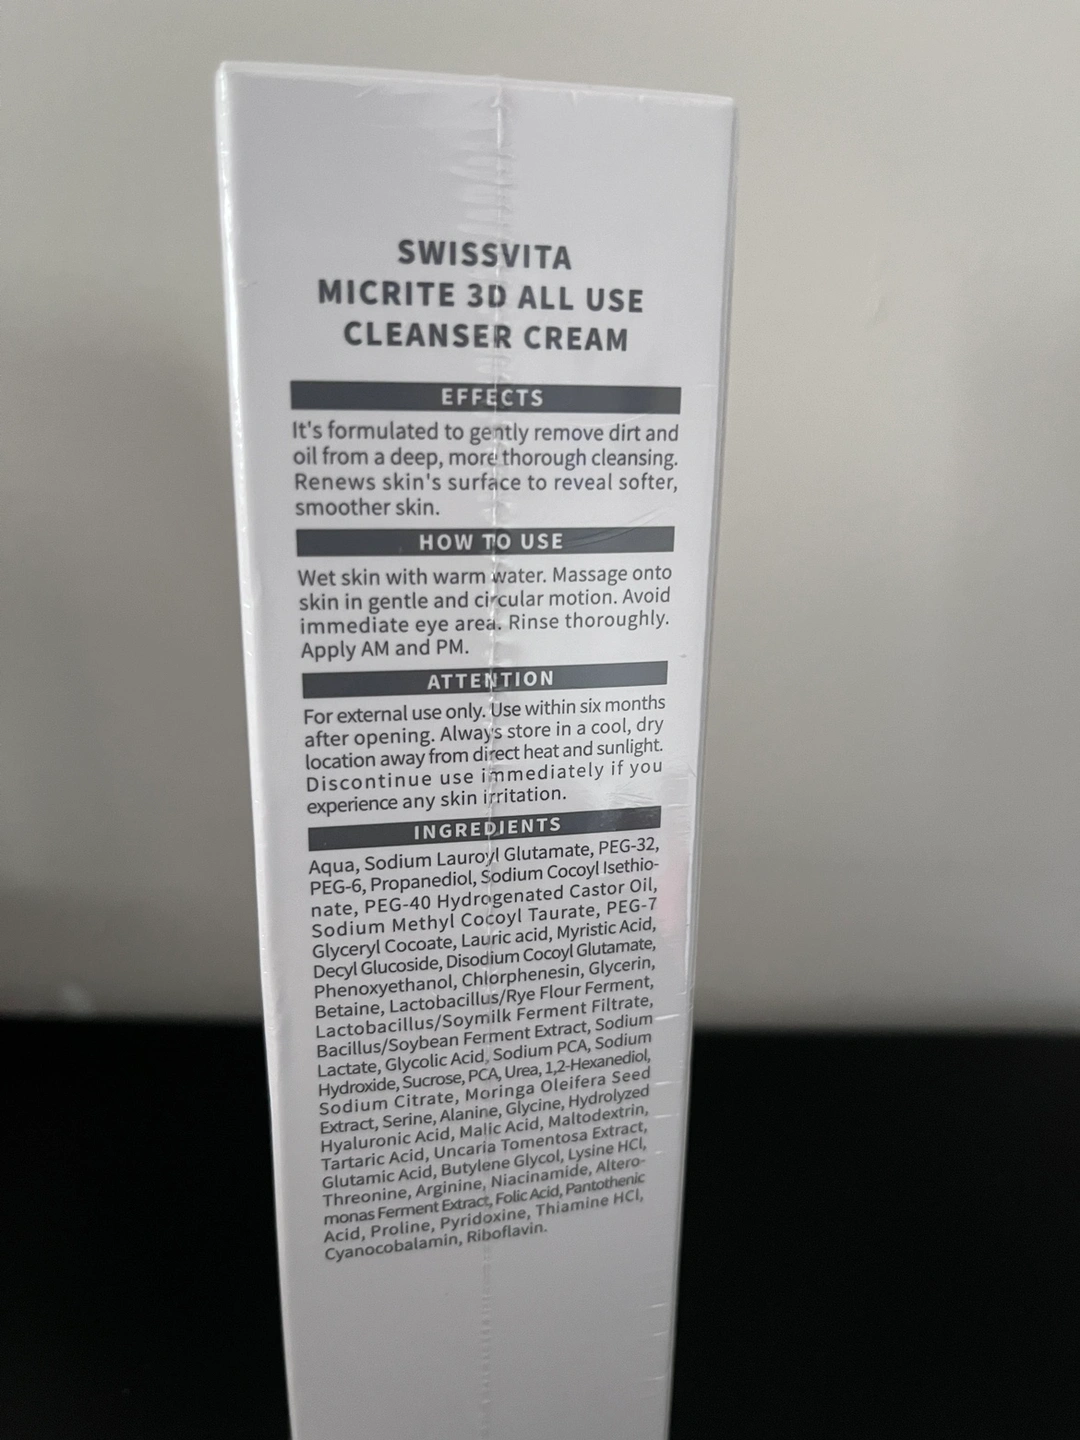 SWISSVITA
MICRITE 3D ALL USE
CLEANSER CREAM
EFFECTS
It's formulated to gently remove dirt and
oil from a deep, more thorough cleansing.
Renews skin's surface to reveal softer,
smoother skin.
HOW TO USE
Wet skin with warm water. Massage onto
skin in gentle and circular motion. Avoid
immediate eye area. Rinse thoroughly.
Apply AM and PM.
ATTENTION
For external use only. Use within six months
after opening. Always store in a cool, dry
location away from direct heat and sunlight.
Discontinue use immediately if you
experience any skin irritation.
INGREDIENTS
Aqua, Sodium Lauroyl Glutamate, PEG-32,
PEG-6, Propanediol, Sodium Cocoyl Isethio-
nate, PEG-40 Hydrogenated Castor Oil,
Sodium Methyl Cocoyl Taurate, PEG-7
Glyceryl Cocoate, Lauric acid, Myristic Acid,
Decyl Glucoside, Disodium Cocoyl Glutamate,
Phenoxyethanol, Chlorphenesin, Glycerin,
Betaine, Lactobacillus/Rye Flour Ferment,
Lactobacillus/Soymilk Ferment Filtrate,
Bacillus/Soybean Ferment Extract, Sodium
Lactate, Glycolic Acid, Sodium PCA, Sodium
Hydroxide, Sucrose, PCA, Urea, 1,2-Hexanediol,
Sodium Citrate, Moringa Oleifera Seed
Extract, Serine, Alanine, Glycine, Hydrolyzed
Hyaluronic Acid, Malic Acid, Maltodextrin,
Tartaric Acid, Uncaria Tomentosa Extract,
Glutamic Acid, Butylene Glycol, Lysine HCl,
Threonine, Arginine, Niacinamide, Altero-
monas Ferment Extract, Folic Acid, Pantothenic
Acid, Proline, Pyridoxine, Thiamine HCl,
Cyanocobalamin, Riboflavin.